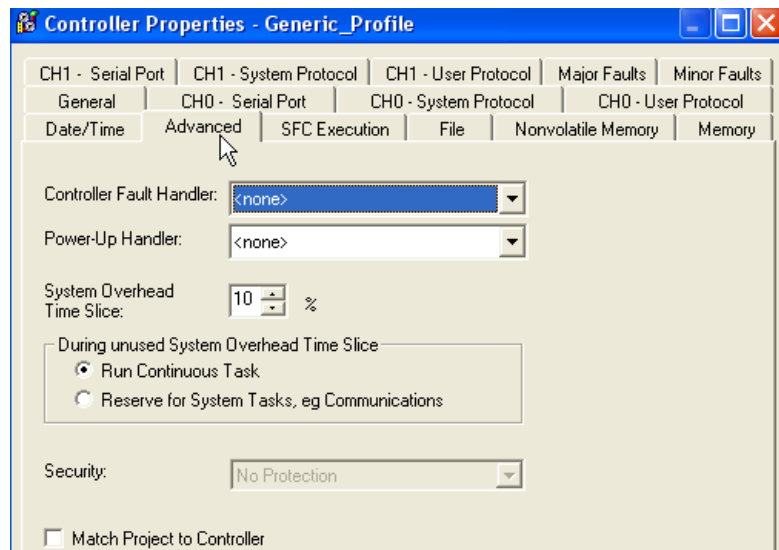 Controller Properties - Generic_Profile
CH1 - Serial Port CH1 - System Protocol CH1 - User Protocol Major Faults Minor Faults
General CH0 - Serial Port CH0 - System Protocol CH0 - User Protocol
Date/Time Advanced SFC Execution File Nonvolatile Memory Memory
Controller Fault Handler: <none>
Power-Up Handler: <none>
System Overhead
Time Slice: 10 %
During unused System Overhead Time Slice
Run Continuous Task
Reserve for System Tasks, eg Communications
Security: No Protection
Match Project to Controller